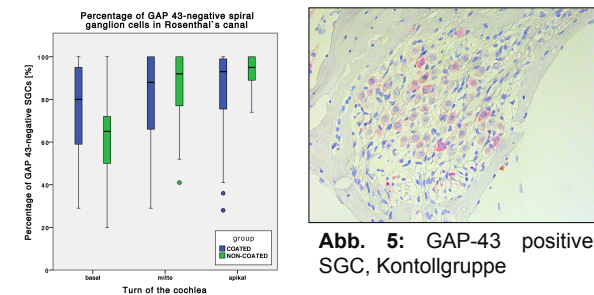 Percentage of GAP 43-negative spiral
ganglion cells in Rosenthal`s canal
Percentage of GAP 43-negative SGCs [%]
100
80
60
40
20
0
basal
mitte
apikal
Turn of the cochlea
group
COATED
NON-COATED
Abb. 5: GAP-43 positive
SGC, Kontollgruppe